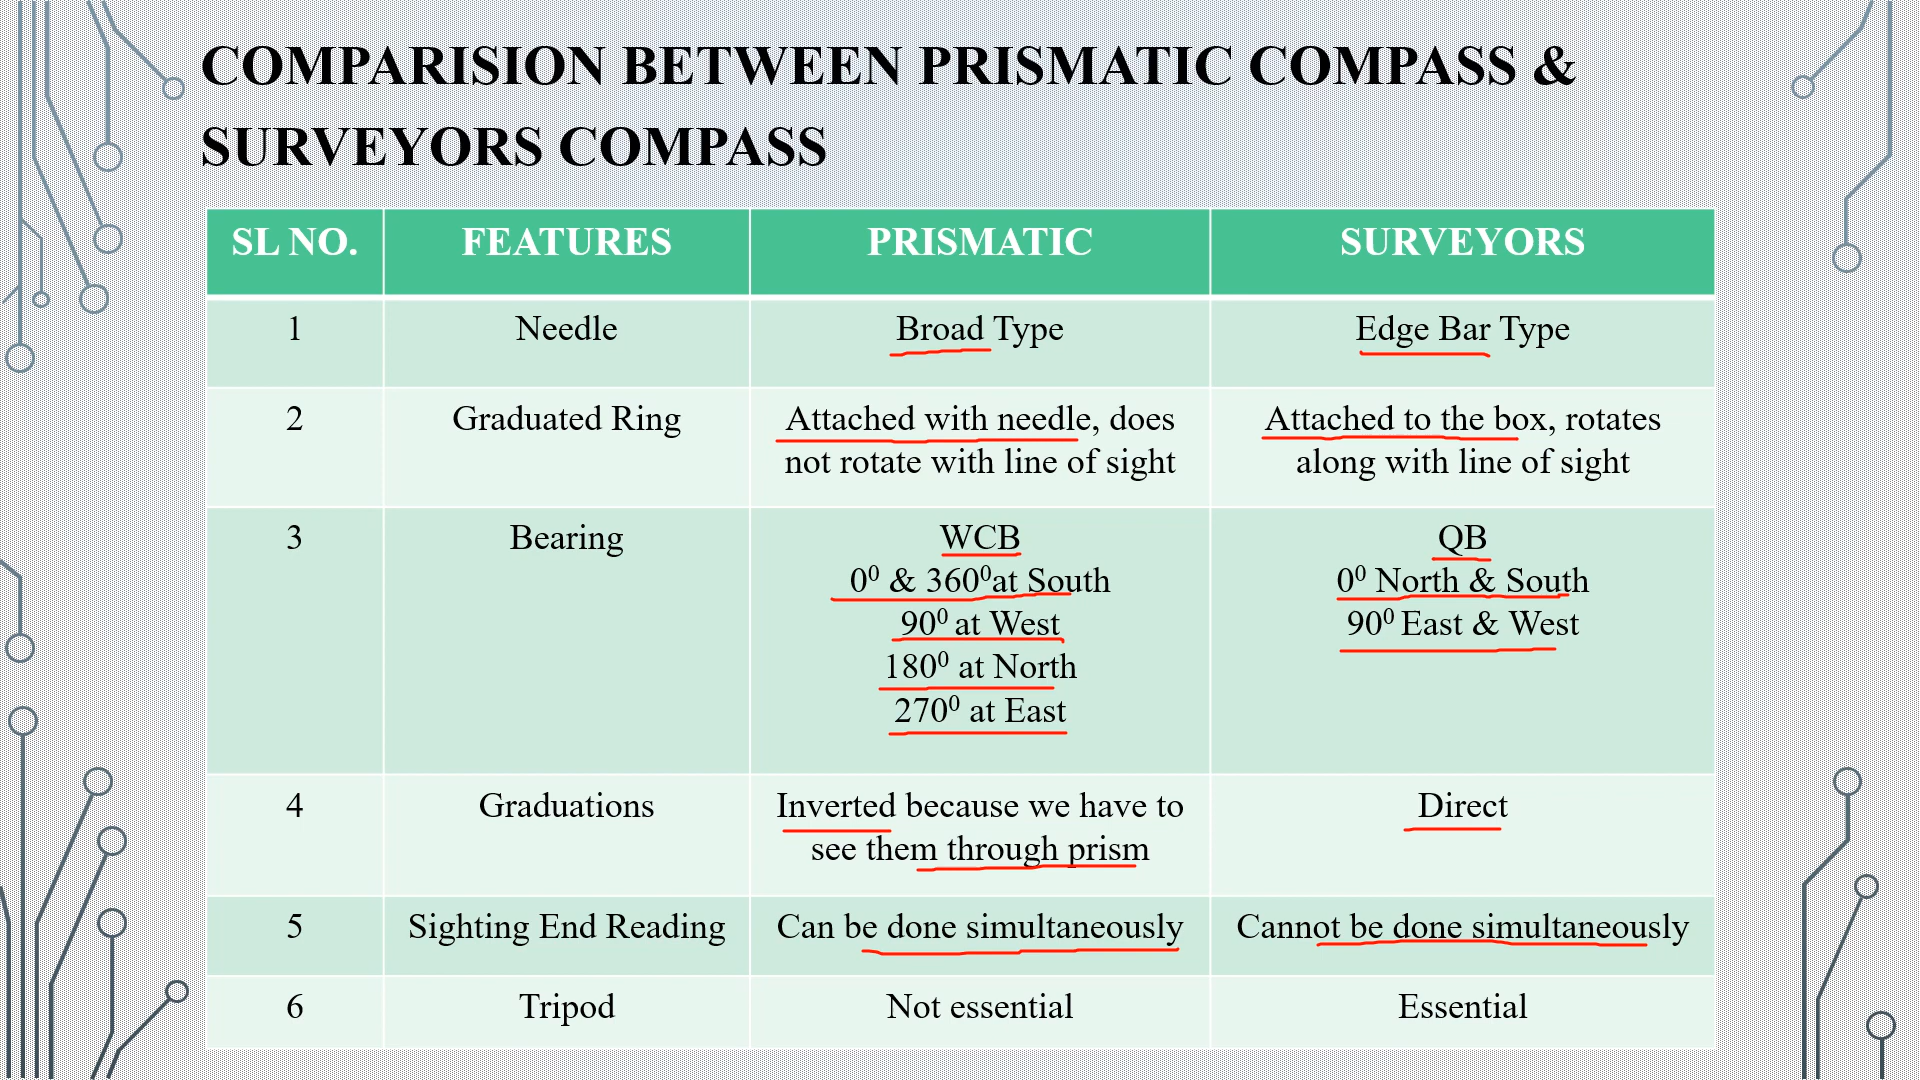 COMPARISION BETWEEN PRISMATIC COMPASS &
SURVEYORS COMPASS
SL NO. FEATURES PRISMATIC SURVEYORS
1 Needle Broad Type Edge Bar Type
2 Graduated Ring Attached with needle, does Attached to the box, rotates
not rotate with line of sight along with line of sight
3 Bearing WCB QB
0⁰ & 360⁰at South 0⁰ North & South
90⁰ at West 90⁰ East & West
180⁰ at North
270⁰ at East
4 Graduations Inverted because we have to Direct
see them through prism
5 Sighting End Reading Can be done simultaneously Cannot be done simultaneously
6 Tripod Not essential Essential